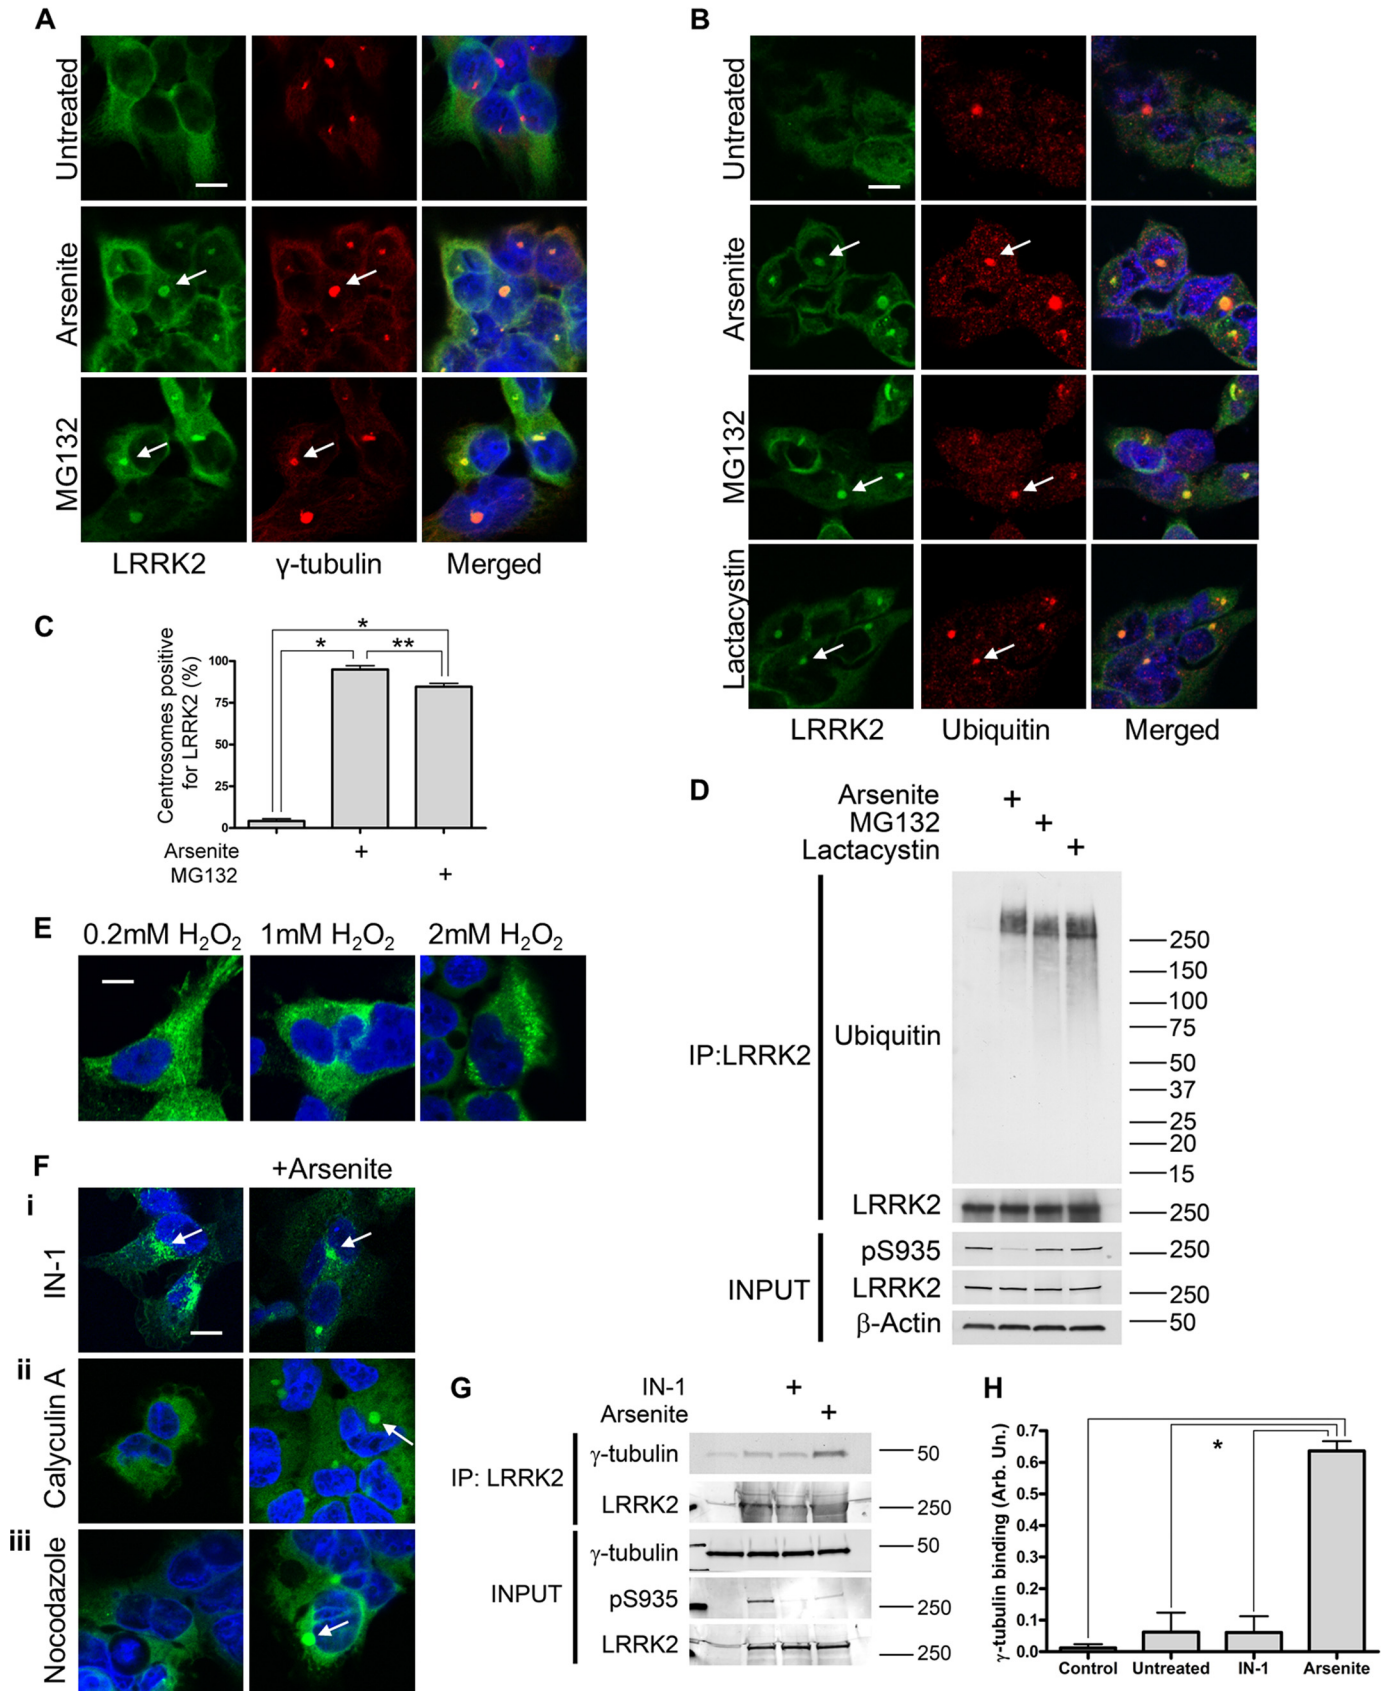 A
Untreated
Arsenite
MG132
LRRK2 γ-tubulin Merged
B
Untreated
Arsenite
MG132
Lactacystin
LRRK2 Ubiquitin Merged
C
Centrosomes positive
for LRRK2 (%)
100
75
50
25
0
* * **
Arsenite +
MG132 +
D
Arsenite +
MG132 +
Lactacystin +
IP:LRRK2
Ubiquitin
250
150
100
75
50
37
25
20
15
LRRK2 250
INPUT
pS935 250
LRRK2 250
β-Actin 50
E
0.2mM H₂O₂ 1mM H₂O₂ 2mM H₂O₂
F
+Arsenite
i
IN-1
ii
Calyculin A
iii
Nocodazole
G
IN-1 +
Arsenite +
IP: LRRK2
γ-tubulin 50
LRRK2 250
INPUT
γ-tubulin 50
pS935 250
LRRK2 250
H
γ-tubulin binding (Arb. Un.)
0.7
0.6
0.5
0.4
0.3
0.2
0.1
0.0
*
Control Untreated IN-1 Arsenite